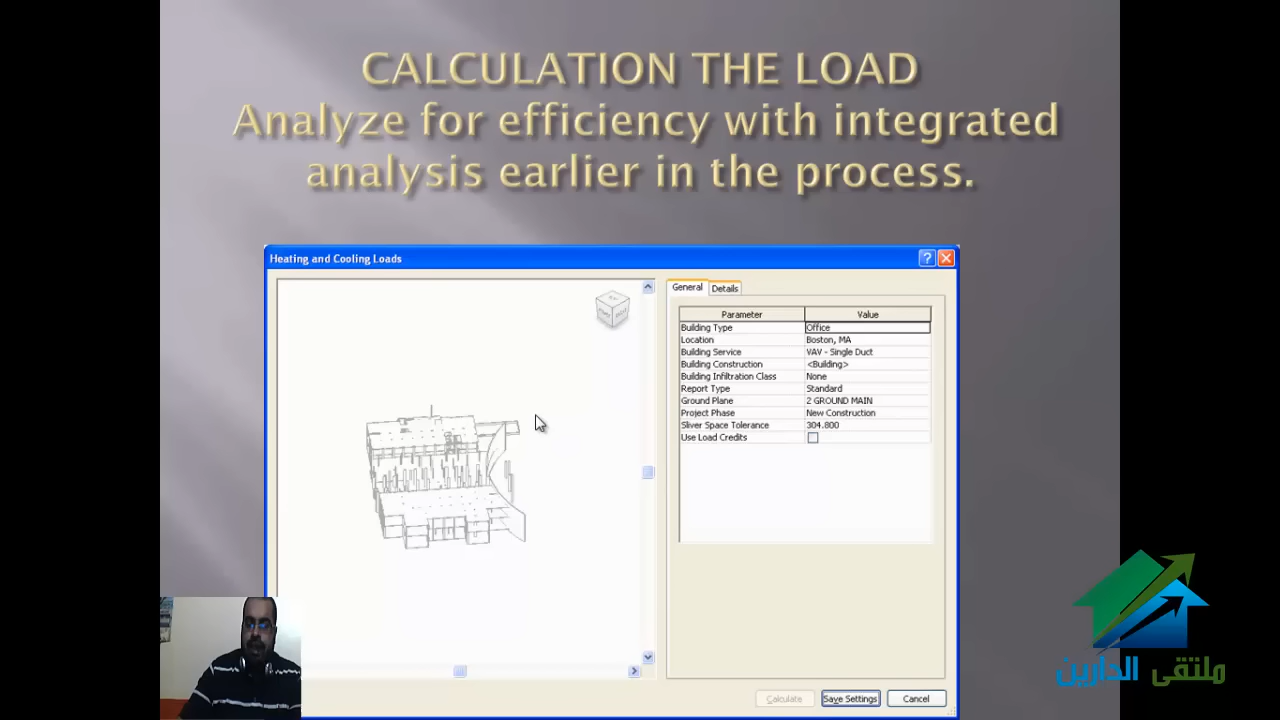 CALCULATION THE LOAD
Analyze for efficiency with integrated
analysis earlier in the process.
Heating and Cooling Loads
General Details
Parameter Value
Building Type Office
Location Boston, MA
Building Service VAV - Single Duct
Building Construction <Building>
Building Infiltration Class None
Report Type Standard
Ground Plane 2 GROUND MAIN
Project Phase New Construction
Sliver Space Tolerance 304.800
Use Load Credits
Calculate Save Settings Cancel
ملتقى الدارين